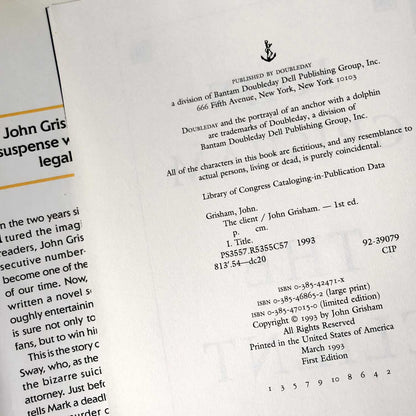 John Gris
suspense w
legal
n the two years si
tured the imagi
readers, John Gris
secutive number-
become one of the
of our time. Now,
written a novel s
oughly entertainin
is sure not only to
fans, but to win hi
This is the story o
Sway, who, as the
the bizarre suici
attorney. Just befo
tells Mark a deadl
PUBLISHED BY DOUBLEDAY
a division of Bantam Doubleday Dell Publishing Group, Inc.
666 Fifth Avenue, New York, New York 10103
DOUBLEDAY and the portrayal of an anchor with a dolphin
are trademarks of Doubleday, a division of
Bantam Doubleday Dell Publishing Group, Inc.
All of the characters in this book are fictitious, and any resemblance to
actual persons, living or dead, is purely coincidental.
Library of Congress Cataloging-in-Publication Data
Grisham, John.
The client / John Grisham. — 1st ed.
p. cm.
I. Title.
PS3557.R5355C57 1993
813'.54—dc20 92-39079
CIP
ISBN 0-385-42471-X
ISBN 0-385-46865-2 (large print)
ISBN 0-385-47013-0 (limited edition)
Copyright © 1993 by John Grisham
All Rights Reserved
Printed in the United States of America
March 1993
First Edition
1 3 5 7 9 10 8 6 4 2